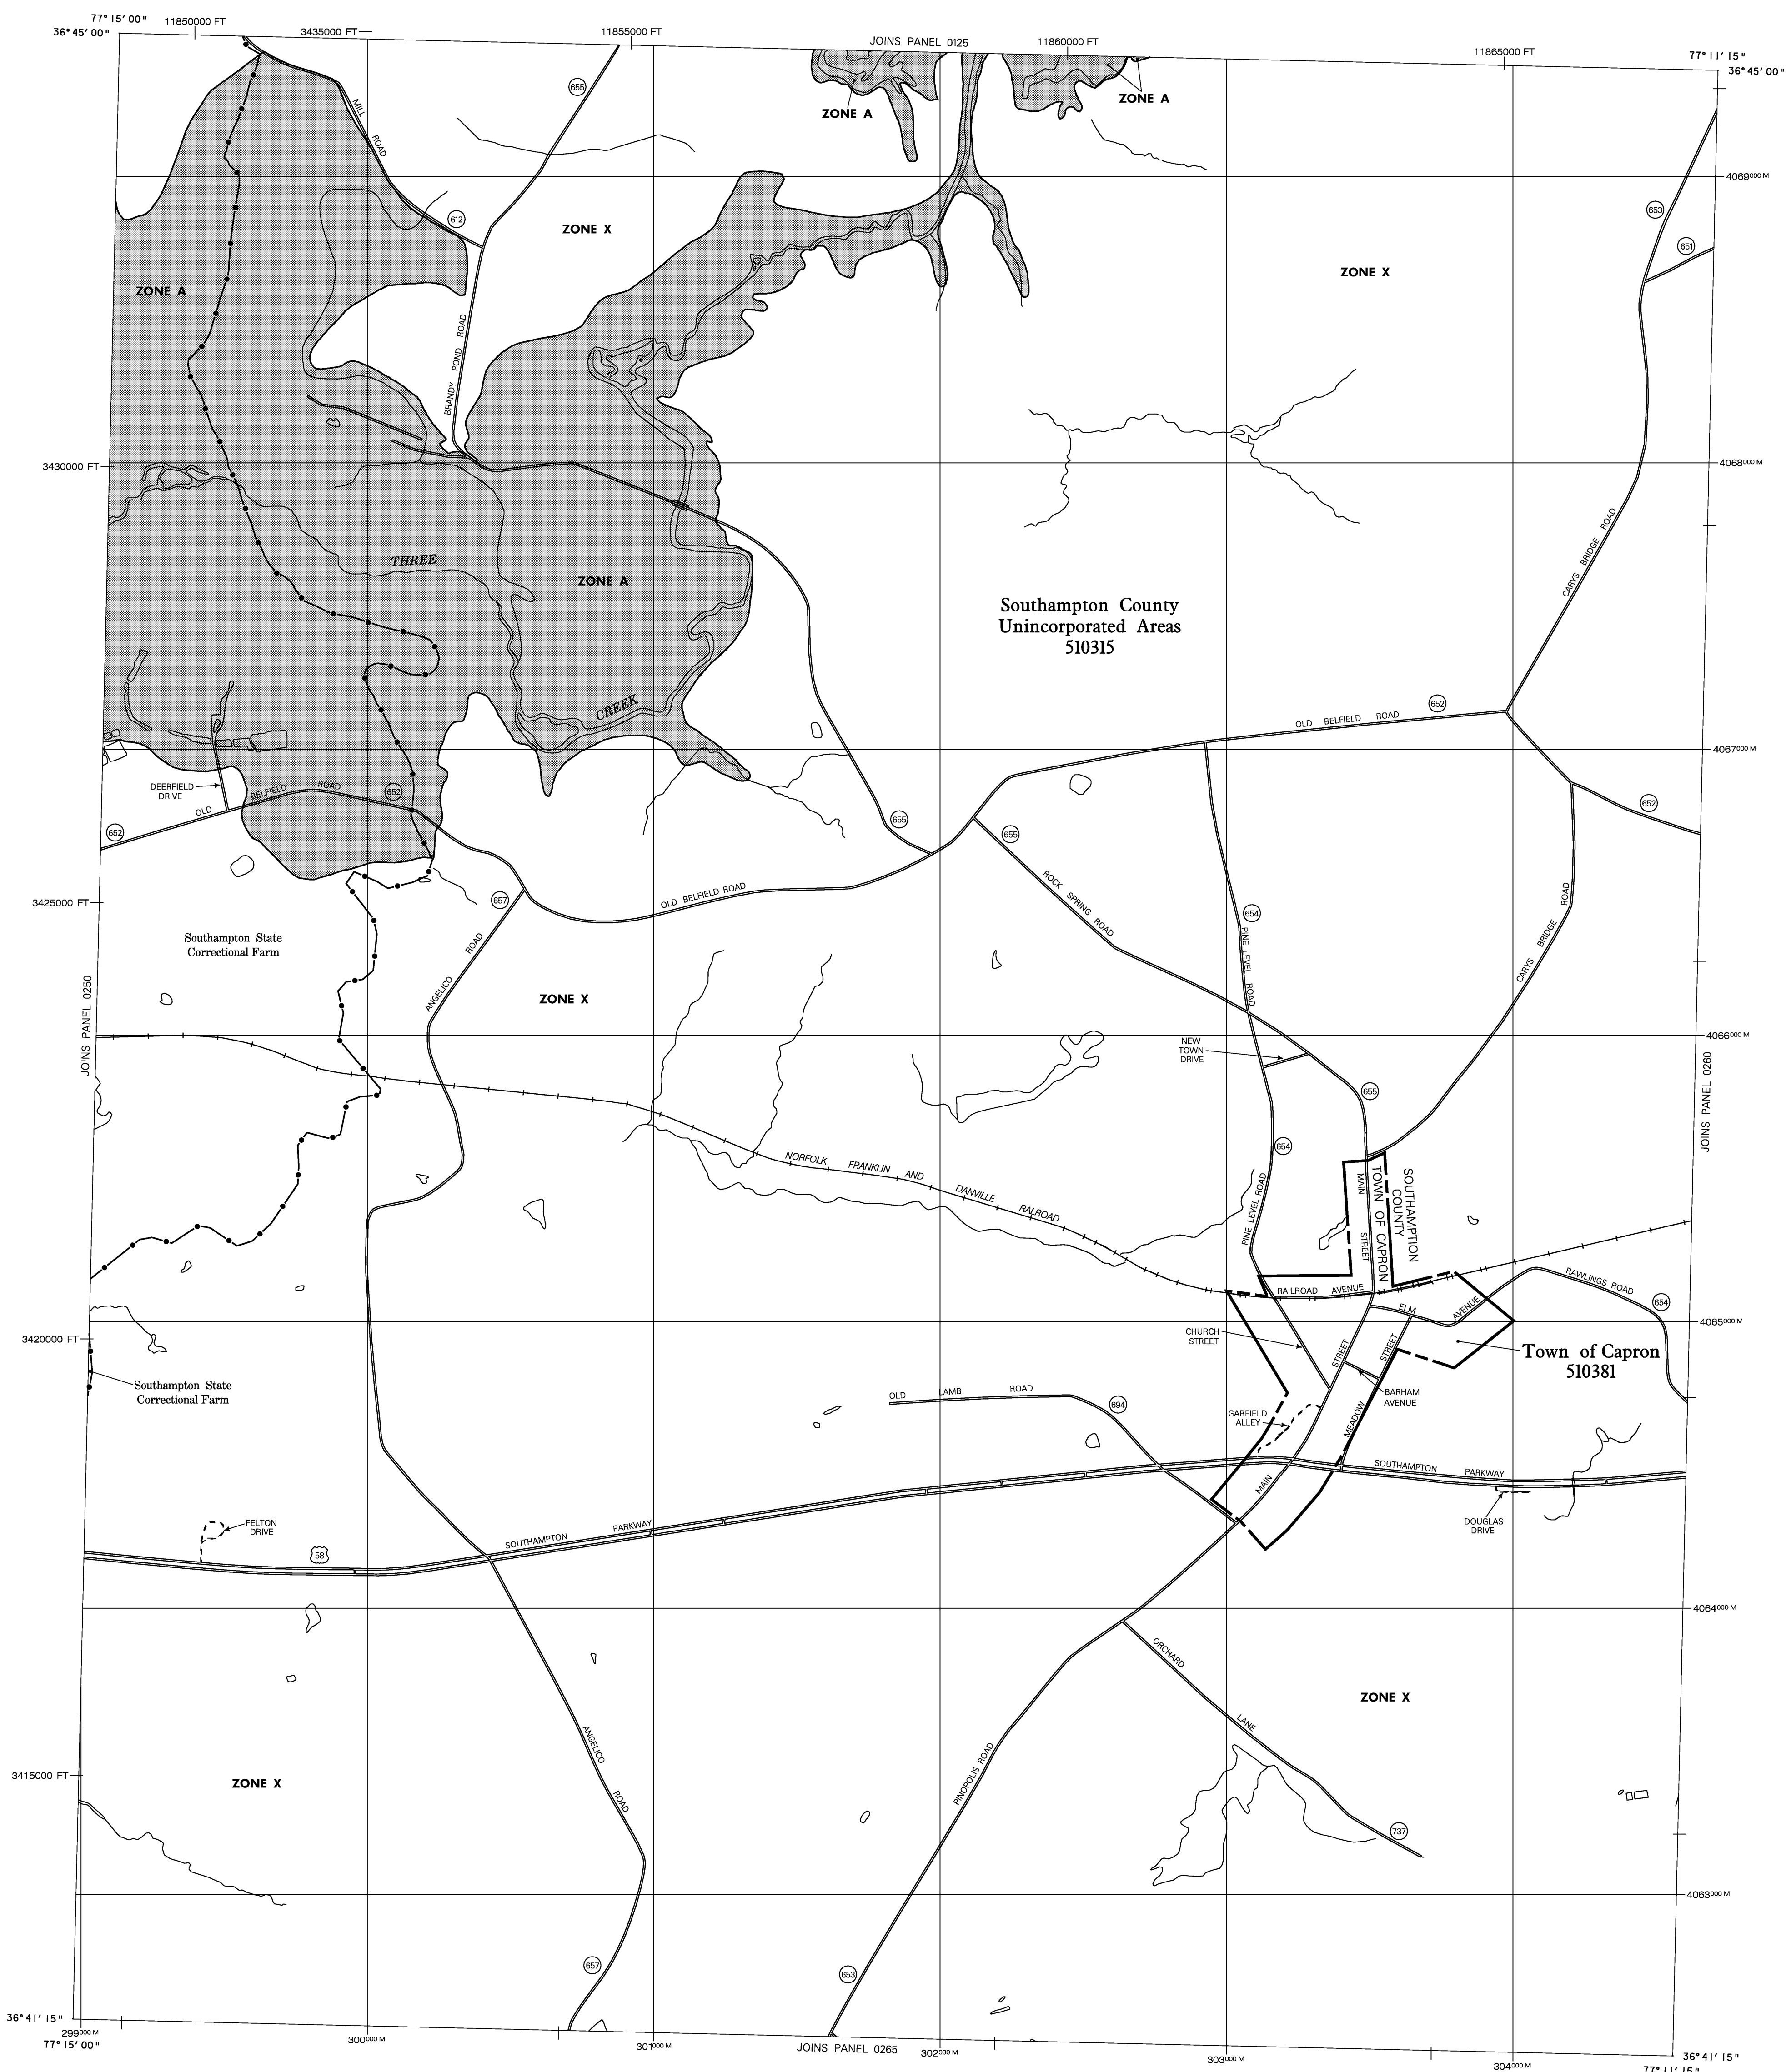 77° 15' 00"
11850000 FT
36° 45' 00"
3435000 FT
11855000 FT
JOINS PANEL 0125
11860000 FT
11865000 FT
77° 11' 15"
36° 45' 00"
ZONE A
ZONE A
655
MILL ROAD
4069000 M
653
612
ZONE X
651
ZONE X
ZONE A
BRANDY POND ROAD
3430000 FT
4068000 M
CARYS BRIDGE ROAD
THREE
ZONE A
Southampton County
Unincorporated Areas
510315
CREEK
652
OLD BELFIELD ROAD
4067000 M
DEERFIELD
DRIVE
OLD BELFIELD ROAD
652
652
652
655
655
ROCK SPRING ROAD
OLD BELFIELD ROAD
657
3425000 FT
654
PINE LEVEL ROAD
CARYS BRIDGE ROAD
Southampton State
Correctional Farm
ANGELICO ROAD
ZONE X
JOINS PANEL 0250
4066000 M
NEW
TOWN
DRIVE
JOINS PANEL 0260
655
654
NORFOLK FRANKLIN AND DANVILLE RALROAD
PINE LEVEL ROAD
MAIN STREET
TOWN OF CAPRON
SOUTHAMPTION
COUNTY
RAILROAD AVENUE
ELM AVENUE
RAWLINGS ROAD
654
4065000 M
3420000 FT
CHURCH
STREET
STREET
STREET
Town of Capron
510381
Southampton State
Correctional Farm
OLD LAMB ROAD
694
BARHAM
AVENUE
GARFIELD
ALLEY
MEADOW
SOUTHAMPTON PARKWAY
MAIN
DOUGLAS
DRIVE
FELTON
DRIVE
58
SOUTHAMPTON PARKWAY
4064000 M
ORCHARD LANE
ZONE X
ANGELICO ROAD
PINOPOLIS ROAD
3415000 FT
ZONE X
737
4063000 M
657
653
36° 41' 15"
299000 M
77° 15' 00"
300000 M
301000 M
JOINS PANEL 0265
302000 M
303000 M
304000 M
36° 41' 15"
77° 11' 15"